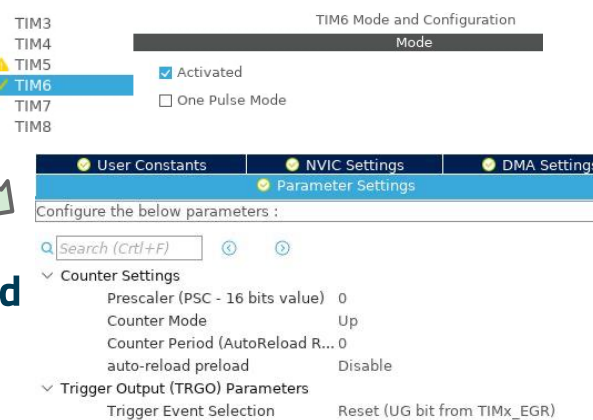 TIM3
TIM4
TIM5
TIM6
TIM7
TIM8
TIM6 Mode and Configuration
Mode
Activated
One Pulse Mode
User Constants NVIC Settings DMA Settings
Parameter Settings
Configure the below parameters :
Search (Crtl+F)
d
Counter Settings
Prescaler (PSC - 16 bits value) 0
Counter Mode Up
Counter Period (AutoReload R... 0
auto-reload preload Disable
Trigger Output (TRGO) Parameters
Trigger Event Selection Reset (UG bit from TIMx_EGR)